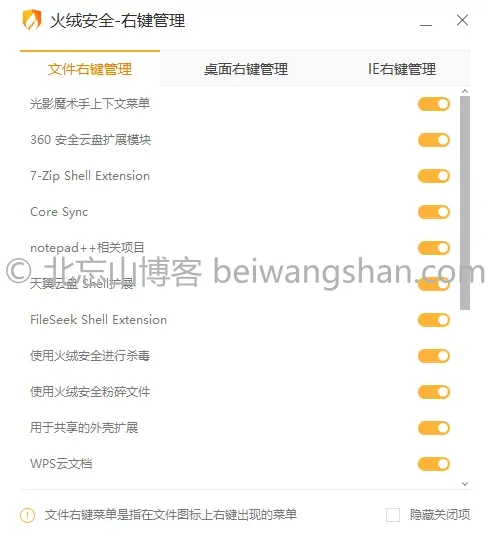 火绒安全-右键管理
文件右键管理 桌面右键管理 IE右键管理
光影魔术手上下文菜单
360 安全云盘扩展模块
7-Zip Shell Extension
Core Sync
notepad++相关项目
© 北忘山博客 beiwangshan.com
天翼云盘 Shell扩展
FileSeek Shell Extension
使用火绒安全进行杀毒
使用火绒安全粉碎文件
用于共享的外壳扩展
WPS云文档
文件右键菜单是指在文件图标上右键出现的菜单 隐藏关闭项